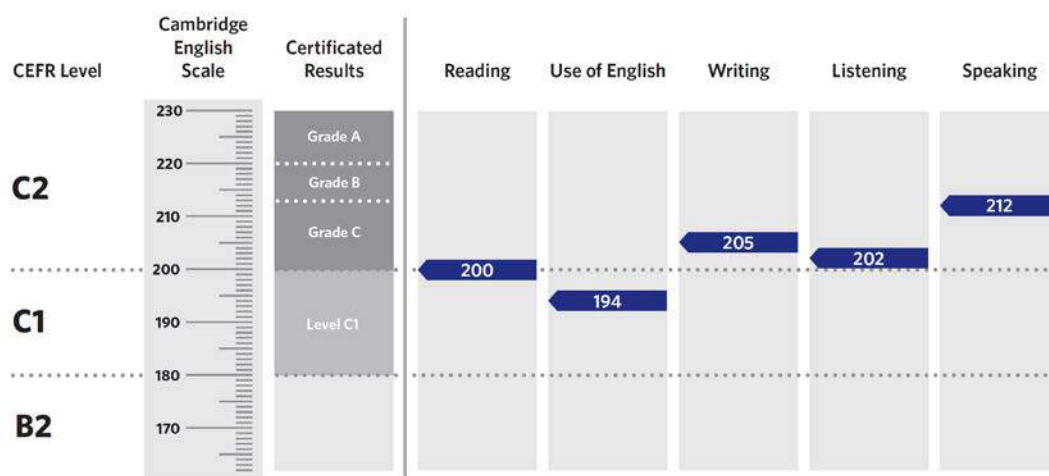 CEFR Level
Cambridge
English
Scale
Certificated
Results
Reading
Use of English
Writing
Listening
Speaking
230
220
210
200
190
180
170
C2
C1
B2
Grade A
Grade B
Grade C
Level C1
200
194
205
202
212